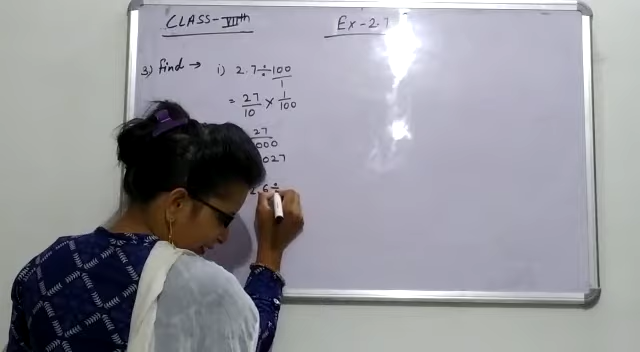 CLASS-VIIth
Ex-2.7
3) find → i) 2.7÷100/1
= 27/10 × 1/100
27
000
027
2.6÷